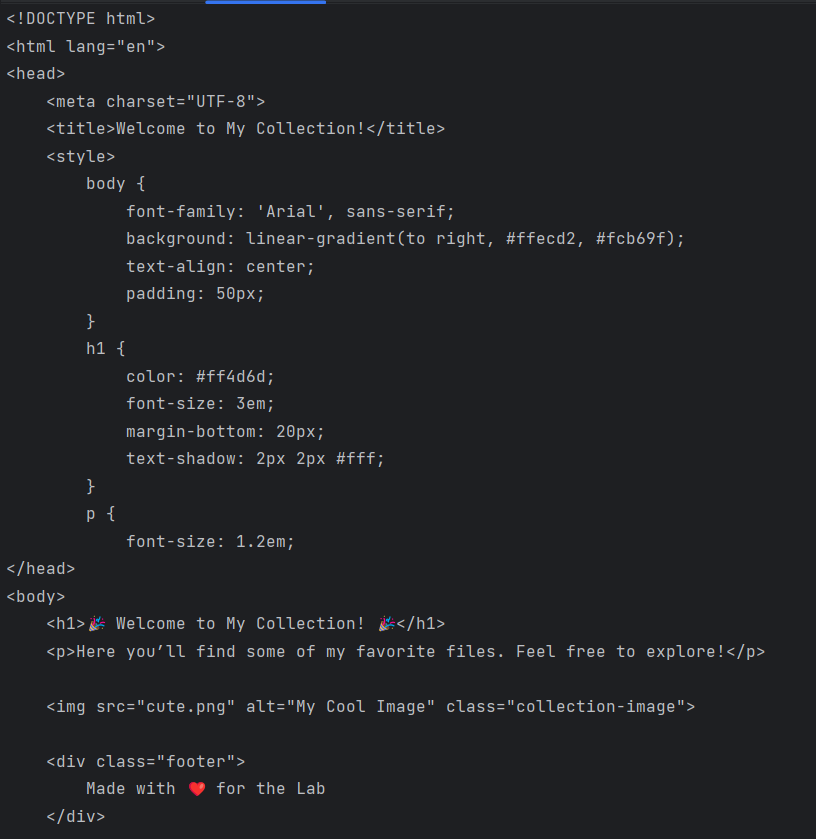 <!DOCTYPE html>
<html lang="en">
<head>
    <meta charset="UTF-8">
    <title>Welcome to My Collection!</title>
    <style>
        body {
            font-family: 'Arial', sans-serif;
            background: linear-gradient(to right, #ffecd2, #fcb69f);
            text-align: center;
            padding: 50px;
        }
        h1 {
            color: #ff4d6d;
            font-size: 3em;
            margin-bottom: 20px;
            text-shadow: 2px 2px #fff;
        }
        p {
            font-size: 1.2em;
</head>
<body>
    <h1>🎉 Welcome to My Collection! 🎉</h1>
    <p>Here you’ll find some of my favorite files. Feel free to explore!</p>

    <img src="cute.png" alt="My Cool Image" class="collection-image">

    <div class="footer">
        Made with ❤️ for the Lab
    </div>